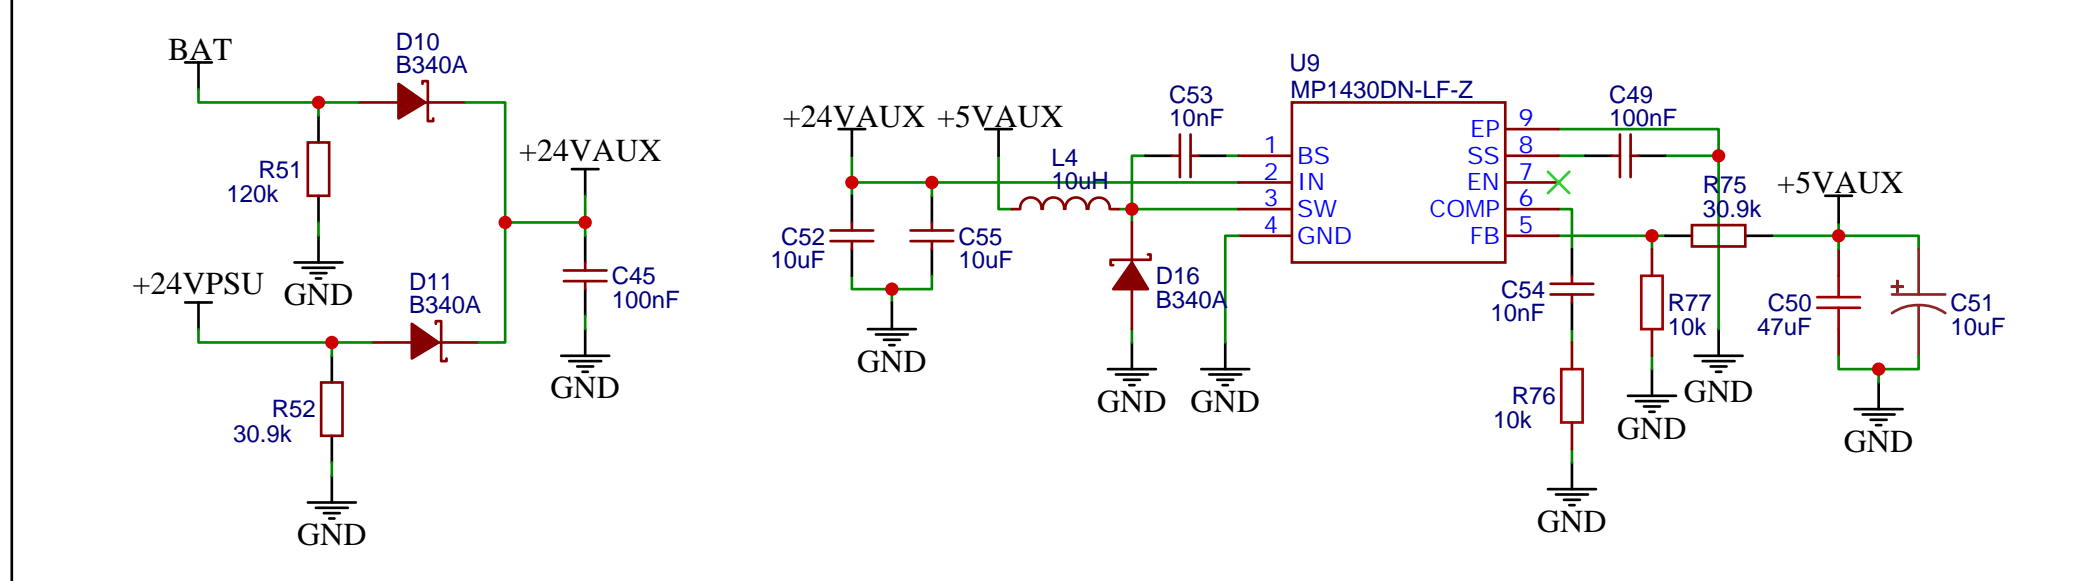 BAT
D10
B340A
R51
120k
GND
+24VAUX
+24VPSU
D11
B340A
C45
100nF
GND
R52
30.9k
GND
+24VAUX
+5VAUX
C53
10nF
L4
10uH
C52
10uF
C55
10uF
GND
D16
B340A
GND
GND
U9
MP1430DN-LF-Z
1
BS
2
IN
3
SW
4
GND
EP
9
SS
8
EN
7
COMP
6
FB
5
C49
100nF
R75
30.9k
+5VAUX
C54
10nF
R77
10k
C50
47uF
+
C51
10uF
R76
10k
GND
GND
GND
GND